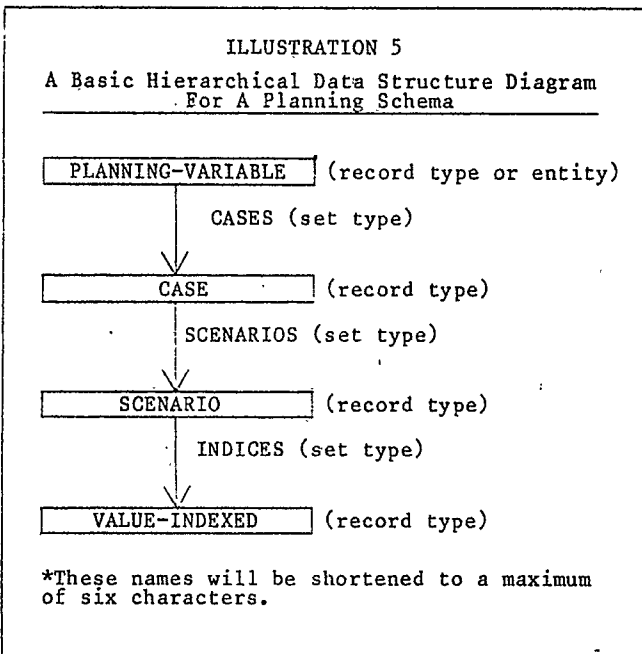 ILLUSTRATION 5
A Basic Hierarchical Data Structure Diagram
For A Planning Schema
PLANNING-VARIABLE (record type or entity)
CASES (set type)
CASE (record type)
SCENARIOS (set type)
SCENARIO (record type)
INDICES (set type)
VALUE-INDEXED (record type)
*These names will be shortened to a maximum
of six characters.